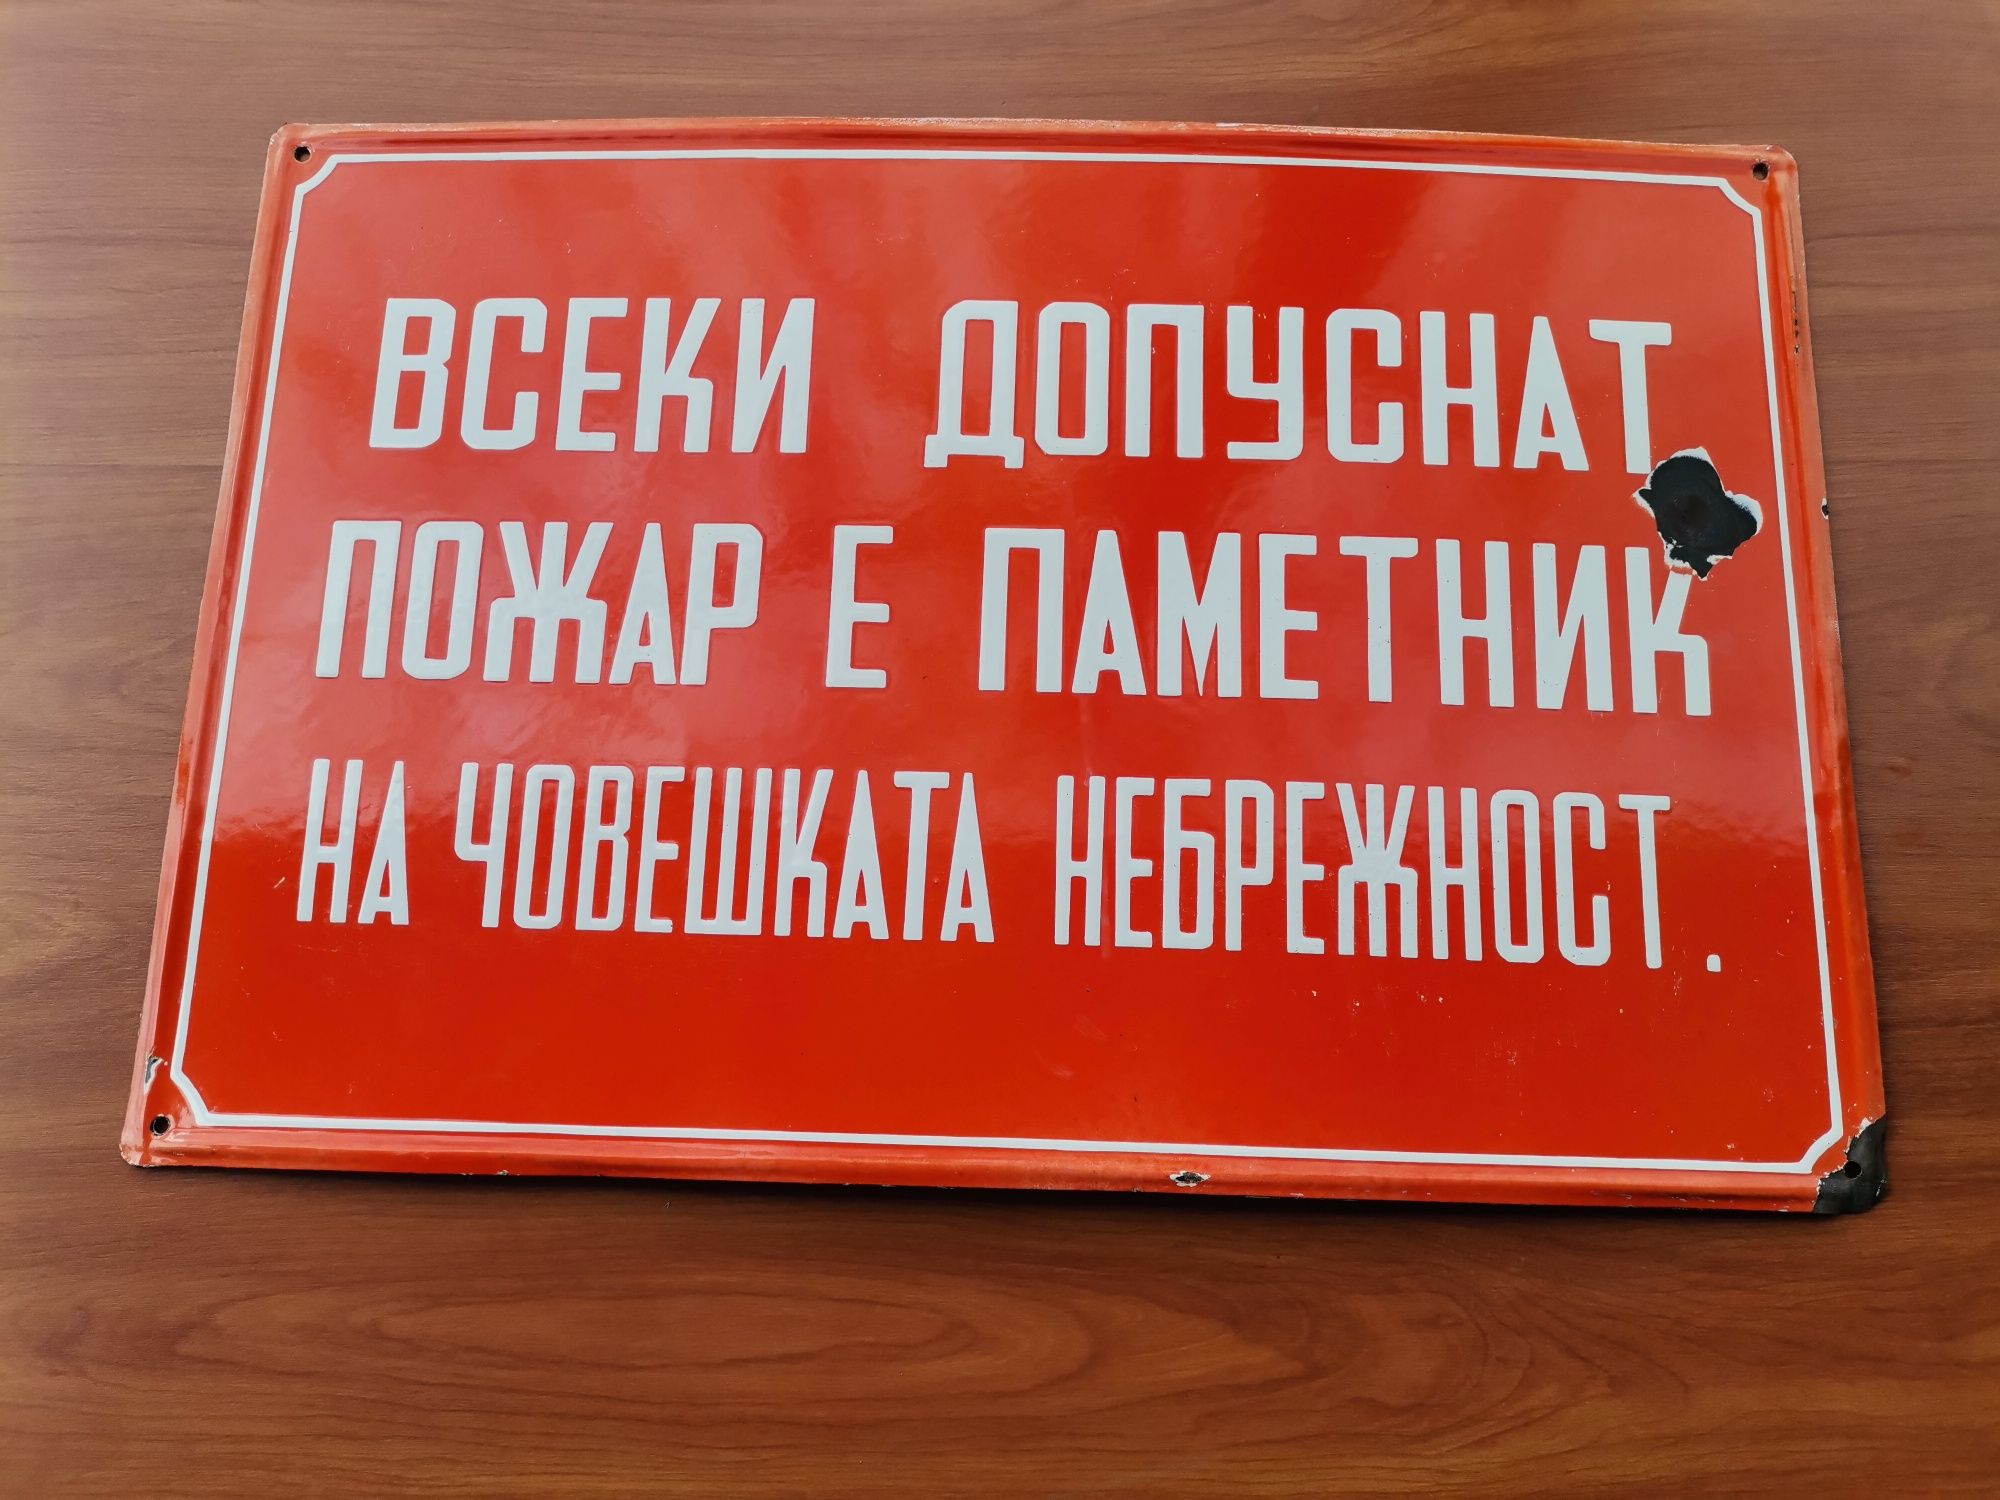 ВСЕКИ ДОПУСНАТ
ПОЖАР Е ПАМЕТНИК
НА ЧОВЕШКАТА НЕБРЕЖНОСТ.